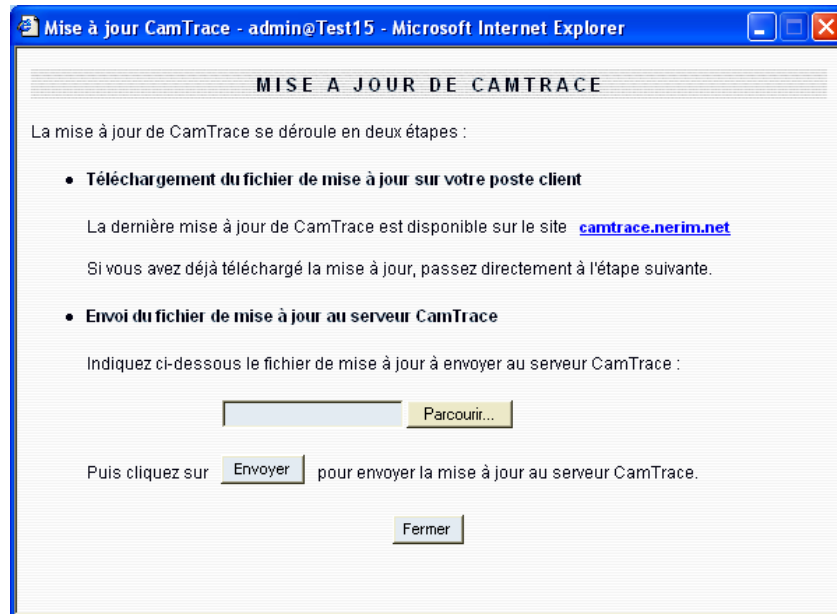 Mise à jour CamTrace - admin@Test15 - Microsoft Internet Explorer
MISE A JOUR DE CAMTRACE
La mise à jour de CamTrace se déroule en deux étapes :
• Téléchargement du fichier de mise à jour sur votre poste client
La dernière mise à jour de CamTrace est disponible sur le site camtrace.nerim.net
Si vous avez déjà téléchargé la mise à jour, passez directement à l'étape suivante.
• Envoi du fichier de mise à jour au serveur CamTrace
Indiquez ci-dessous le fichier de mise à jour à envoyer au serveur CamTrace :
Parcourir...
Puis cliquez sur Envoyer pour envoyer la mise à jour au serveur CamTrace.
Fermer